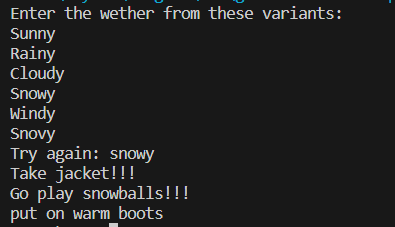 Enter the wether from these variants:
Sunny
Rainy
Cloudy
Snowy
Windy
Snovy
Try again: snowy
Take jacket!!!
Go play snowballs!!!
put on warm boots